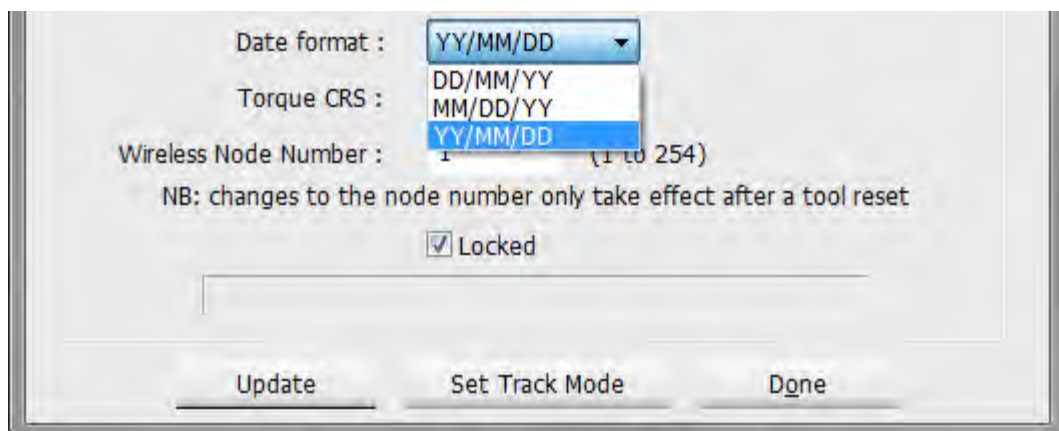 Date format : YY/MM/DD
DD/MM/YY
Torque CRS : MM/DD/YY
YY/MM/DD
Wireless Node Number : 1 (1 to 254)
NB: changes to the node number only take effect after a tool reset
Locked
Update Set Track Mode Done